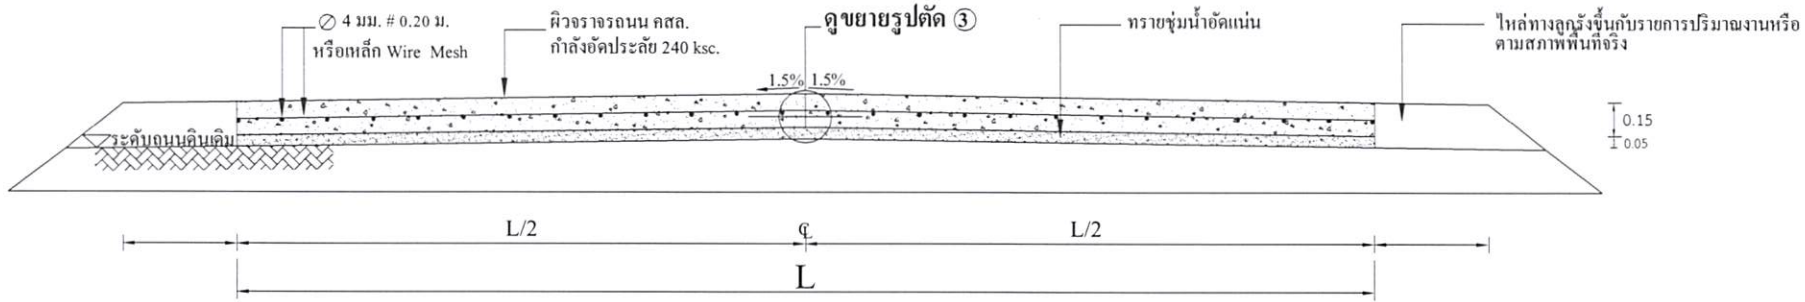 ∅ 4 มม. # 0.20 ม.
หรือเหล็ก Wire Mesh
ผิวจราจรถนน คสล.
กำลังอัดประลัย 240 ksc.
ดูขยายรูปตัด ③
ทรายชุ่มน้ำอัดแน่น
ไหล่ทางลูกรังขึ้นกับรายการปริมาณงานหรือ
ตามสภาพพื้นที่จริง
1.5% 1.5%
ระดับถนนดินเดิม
0.15
0.05
L/2
℄
L/2
L